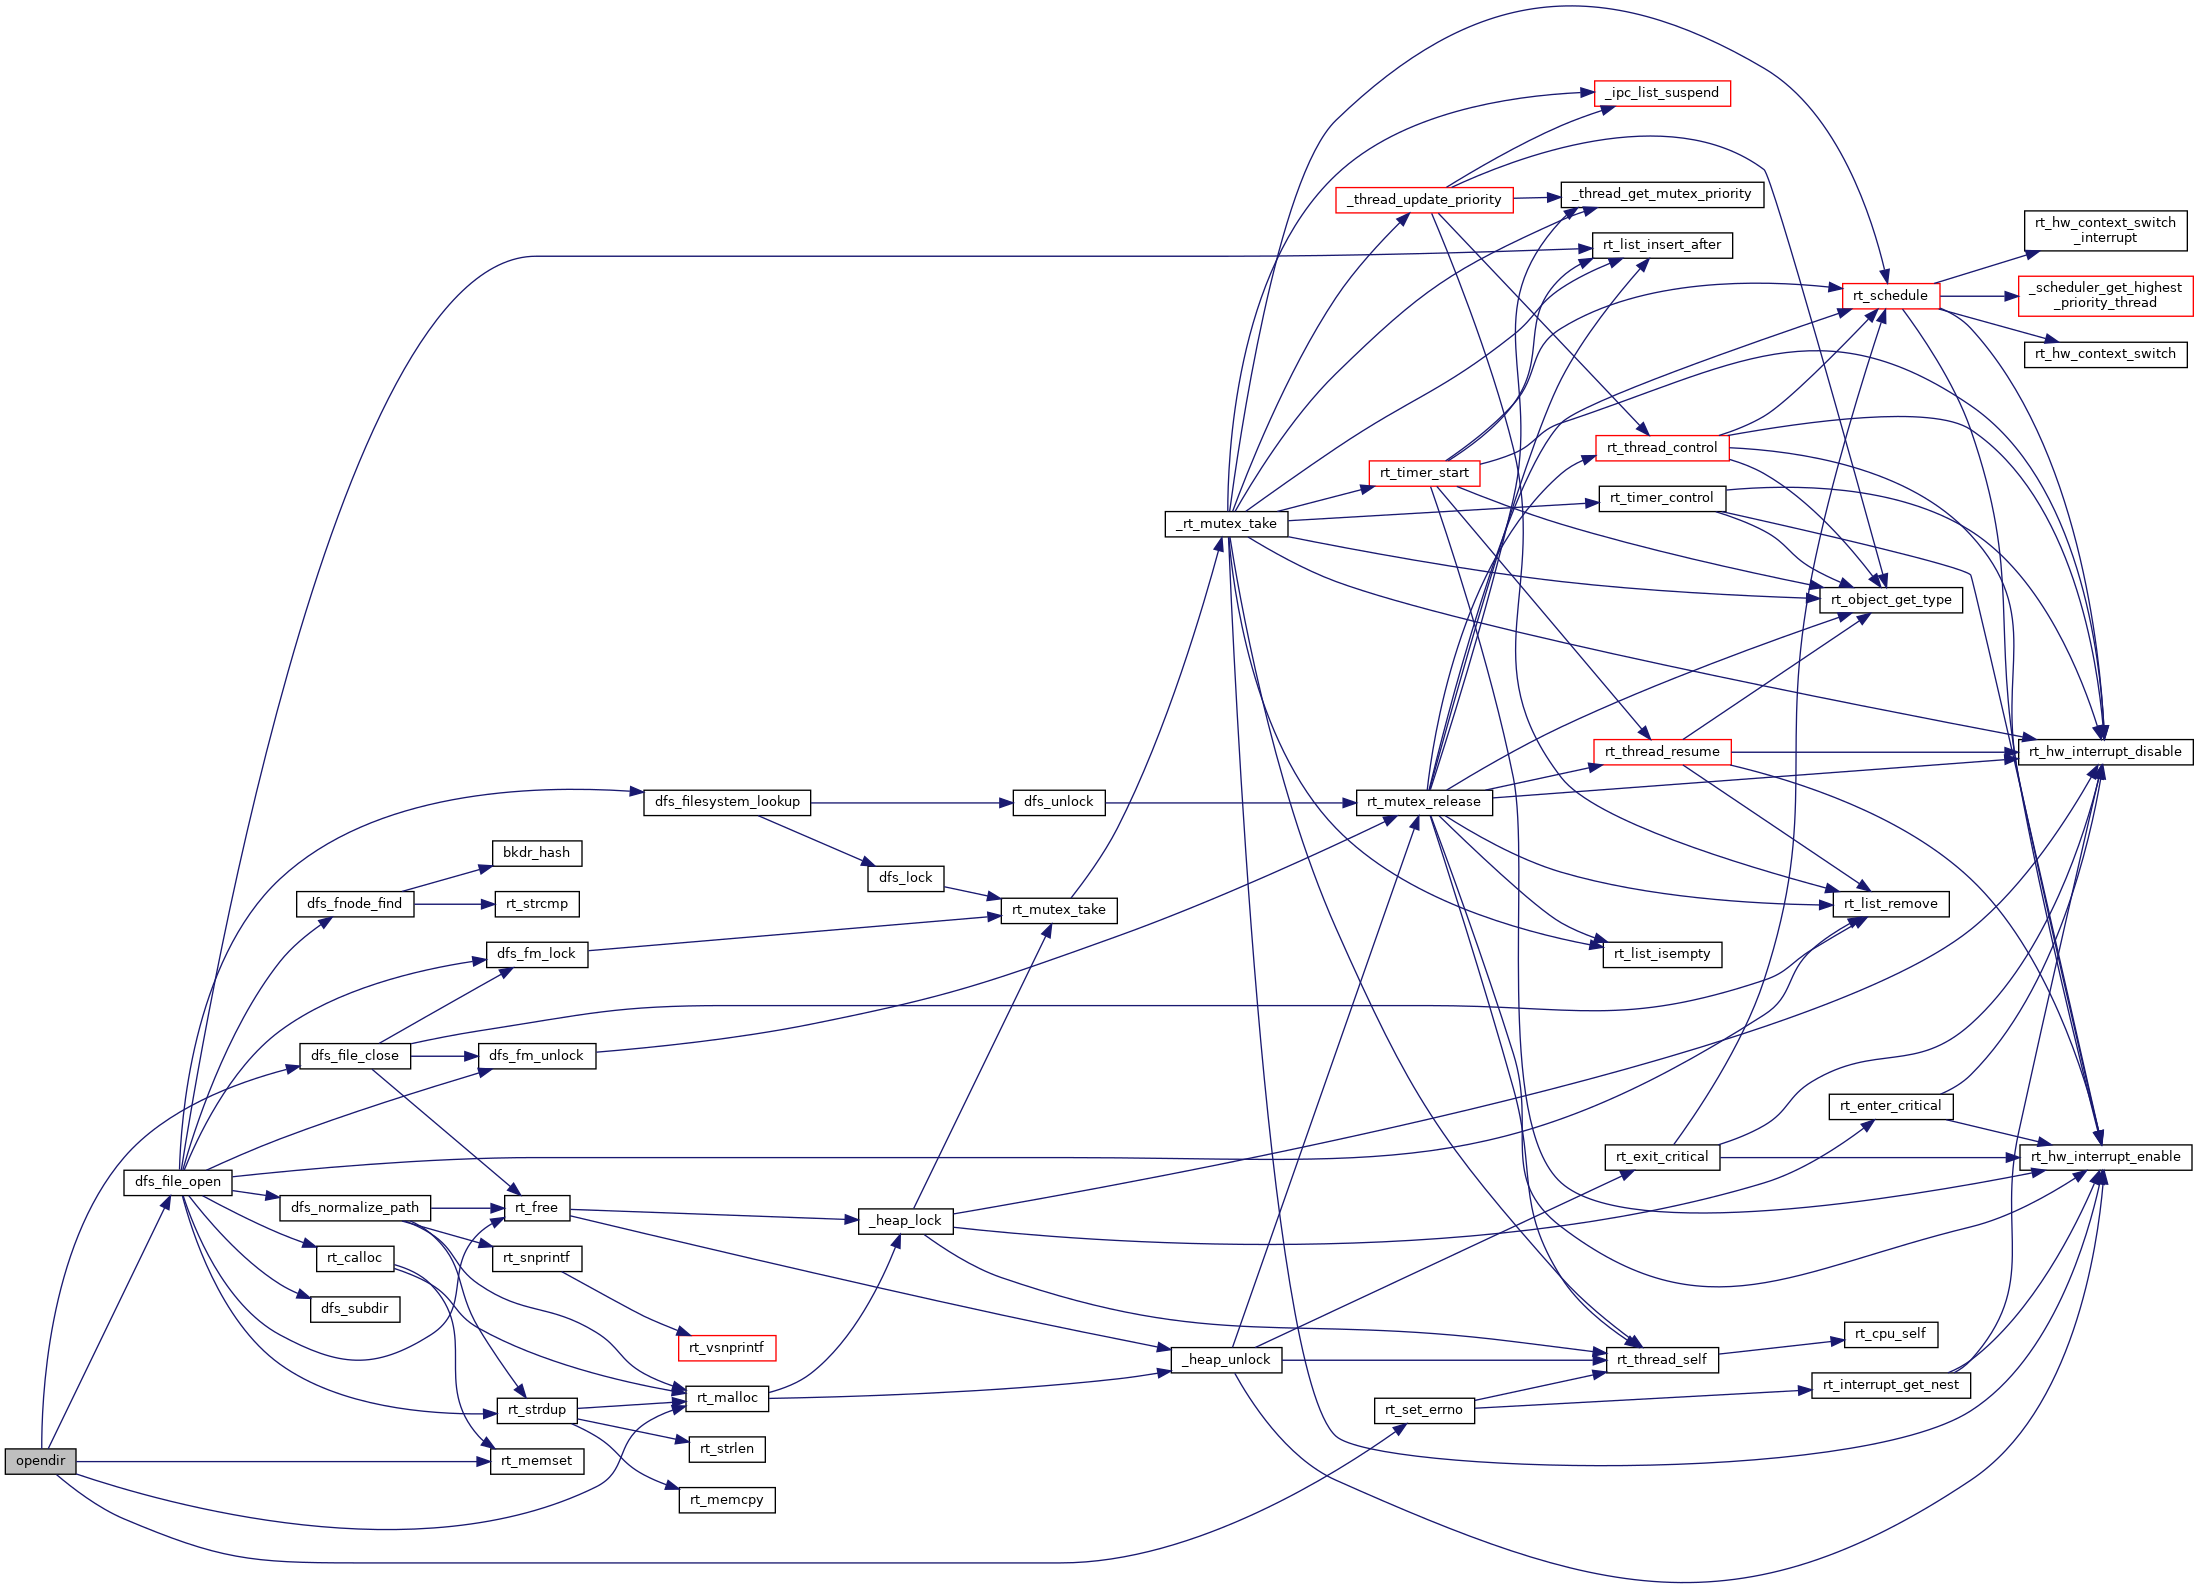 _ipc_list_suspend
_thread_update_priority
_thread_get_mutex_priority
rt_list_insert_after
rt_hw_context_switch
_interrupt
rt_schedule
_scheduler_get_highest
_priority_thread
rt_hw_context_switch
rt_thread_control
rt_timer_start
rt_timer_control
_rt_mutex_take
rt_object_get_type
rt_thread_resume
rt_hw_interrupt_disable
dfs_filesystem_lookup
dfs_unlock
rt_mutex_release
bkdr_hash
dfs_lock
dfs_fnode_find
rt_strcmp
rt_mutex_take
rt_list_remove
dfs_fm_lock
rt_list_isempty
dfs_file_close
dfs_fm_unlock
rt_enter_critical
rt_exit_critical
rt_hw_interrupt_enable
dfs_file_open
dfs_normalize_path
rt_free
_heap_lock
rt_calloc
rt_snprintf
dfs_subdir
rt_cpu_self
rt_vsnprintf
_heap_unlock
rt_thread_self
rt_interrupt_get_nest
rt_malloc
rt_strdup
rt_set_errno
rt_strlen
opendir
rt_memset
rt_memcpy